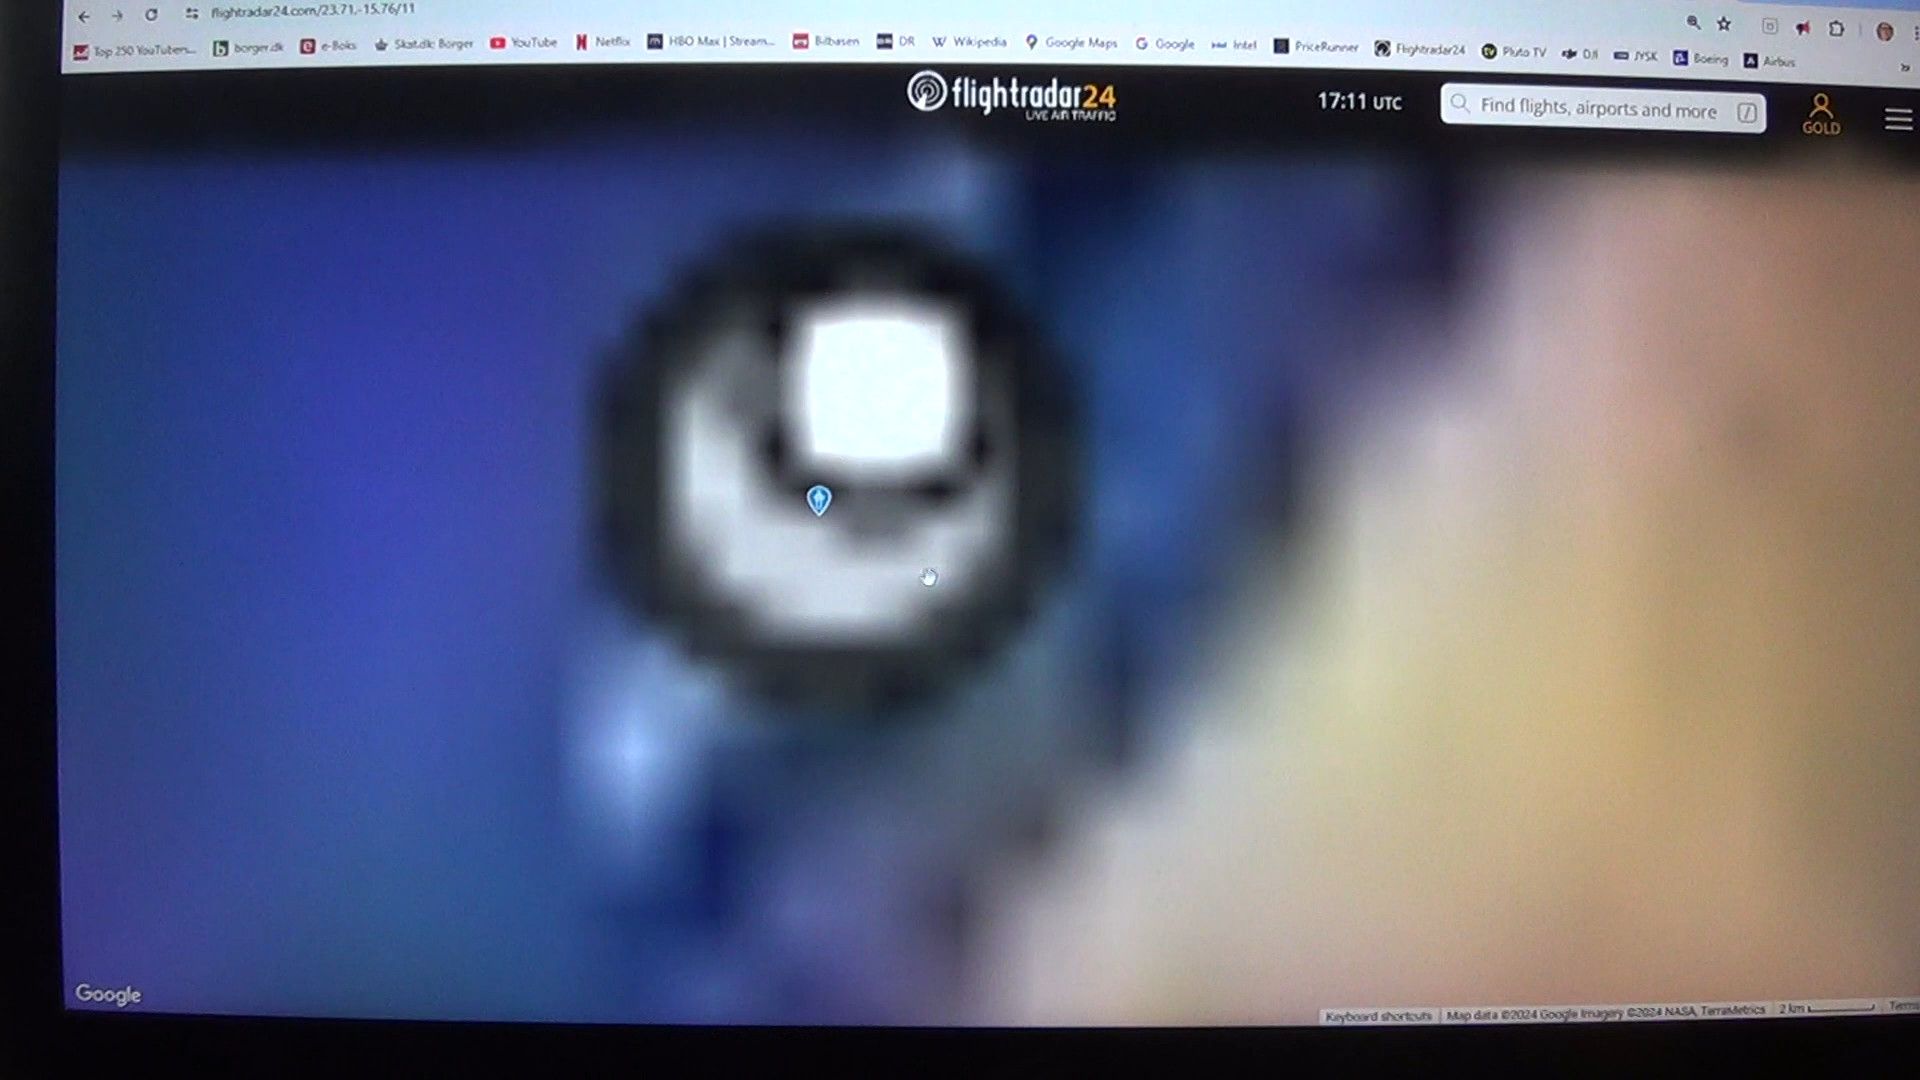 flightradar24.com/23.71,-15.76/11
Top 250 YouTubers... borger.dk e-Boks Skat.dk: Borger YouTube Netflix HBO Max | Stream... Bilbasen DR Wikipedia Google Maps Google Intel PriceRunner Flightradar24 Pluto TV DJI JYSK Boeing Airbus
flightradar24
LIVE AIR TRAFFIC
17:11 UTC
Find flights, airports and more /
GOLD
Google
Keyboard shortcuts Map data ©2024 Google Imagery ©2024 NASA, TerraMetrics 2 km Terms